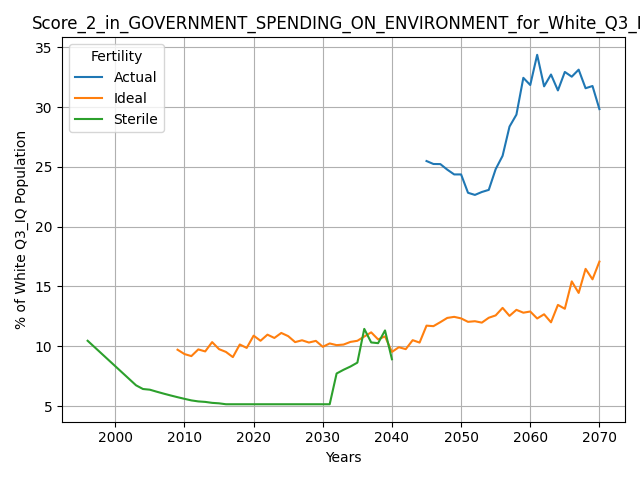 Score_2_in_GOVERNMENT_SPENDING_ON_ENVIRONMENT_for_White_Q3_I
Fertility
Actual
Ideal
Sterile
% of White Q3_IQ Population
35
30
25
20
15
10
5
2000 2010 2020 2030 2040 2050 2060 2070
Years